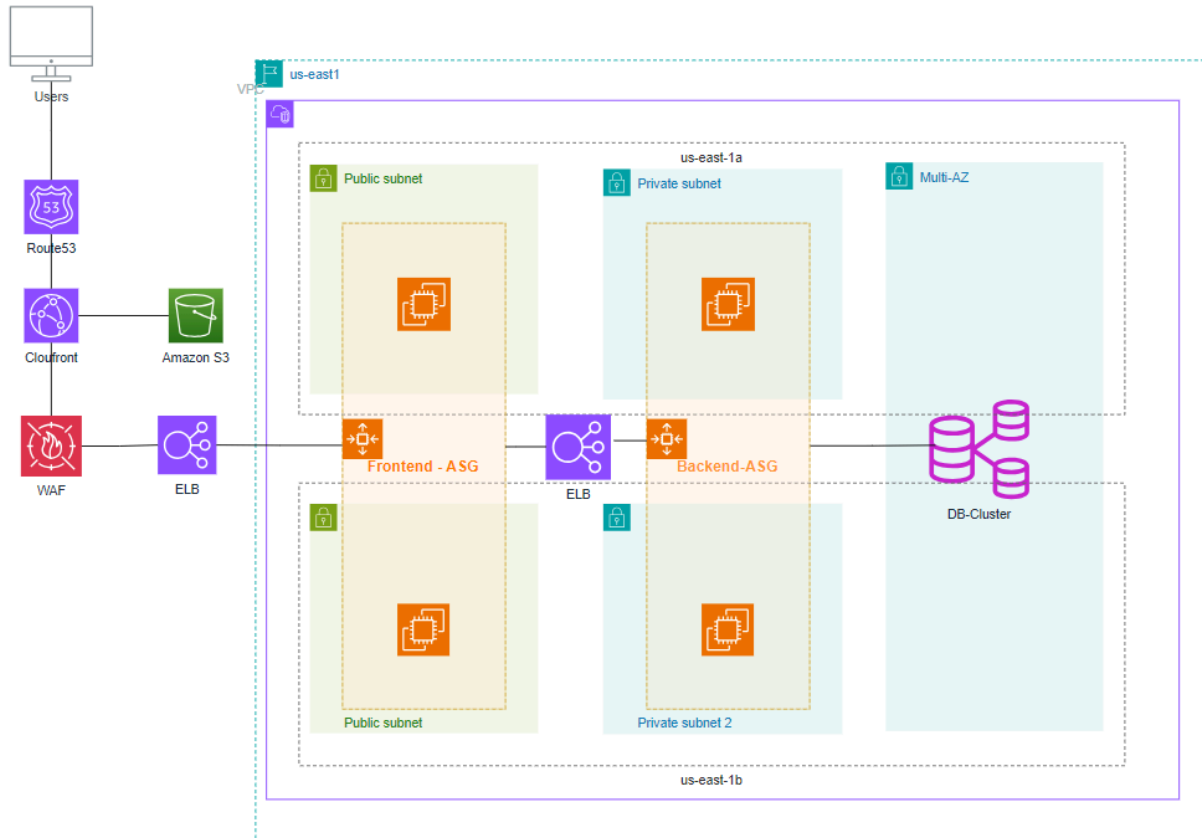 Users
us-east1
VPC
us-east-1a
Public subnet
Private subnet
Multi-AZ
53
Route53
Cloufront
Amazon S3
WAF
ELB
Frontend - ASG
ELB
Backend-ASG
DB-Cluster
Public subnet
Private subnet 2
us-east-1b